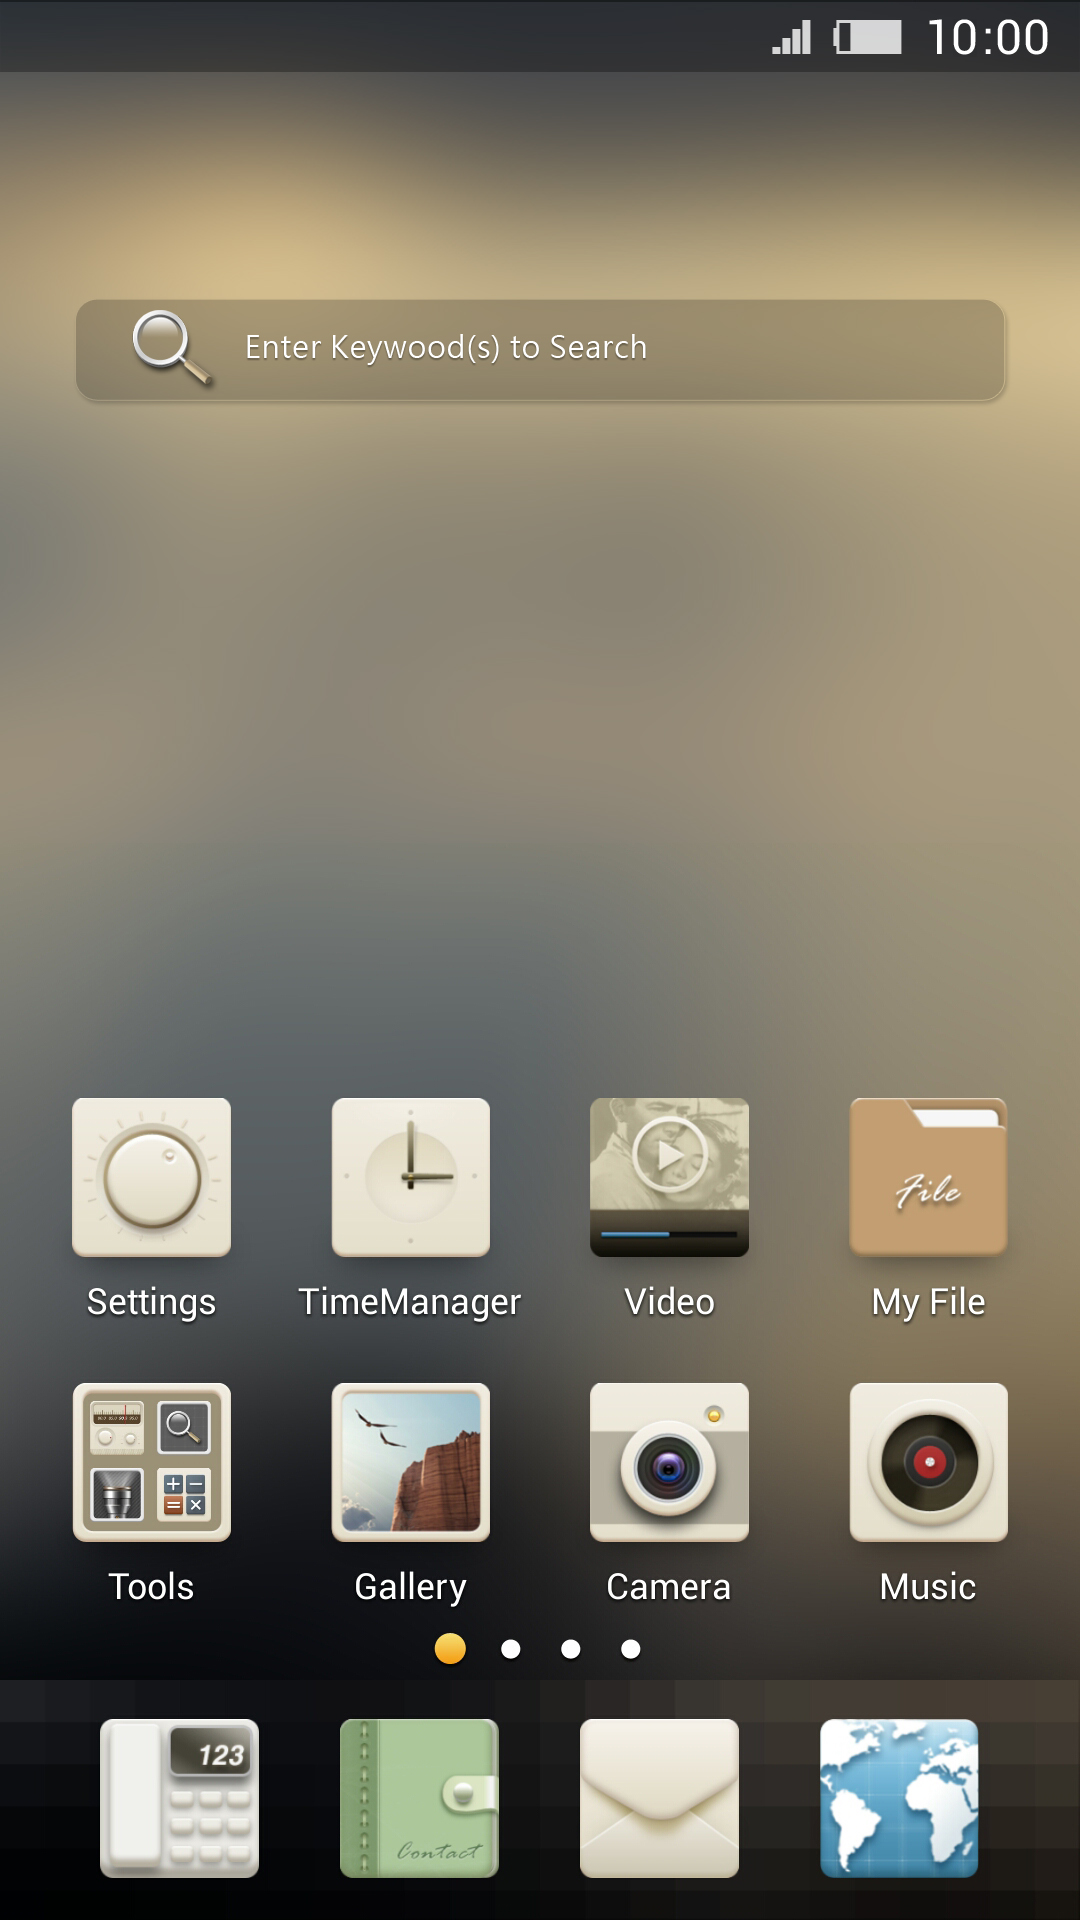 10:00
Enter Keywood(s) to Search
File
Settings
TimeManager
Video
My File
Tools
Gallery
Camera
Music
123
Contact